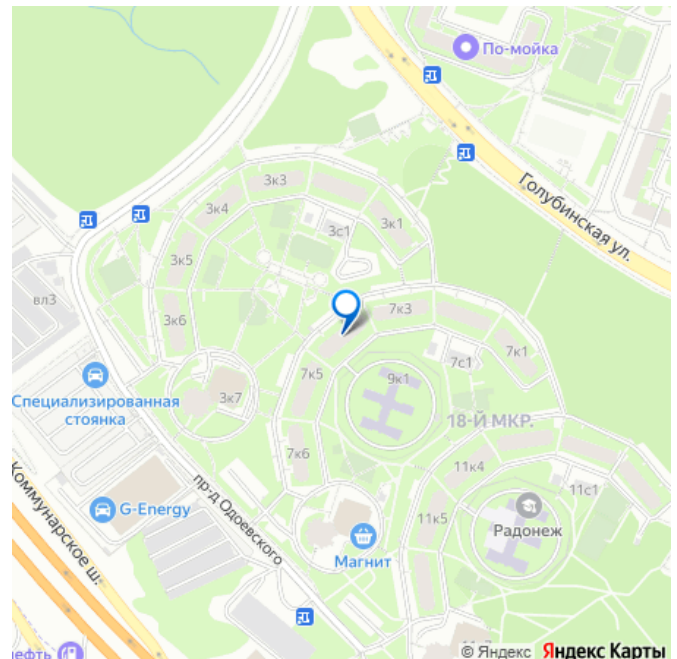 По-мойка
Голубинская ул.
3к3
3к4
3с1
3к1
3к5
вл3
3к6
7к3
7к1
7с1
7к5
9к1
3к7
Специализированная
стоянка
18-Й МКР.
7к6
11к4
11с1
G-Energy
пр-д Одоевского
11к5
Радонеж
Коммунарское ш.
Магнит
нефть
© Яндекс Яндекс Карты